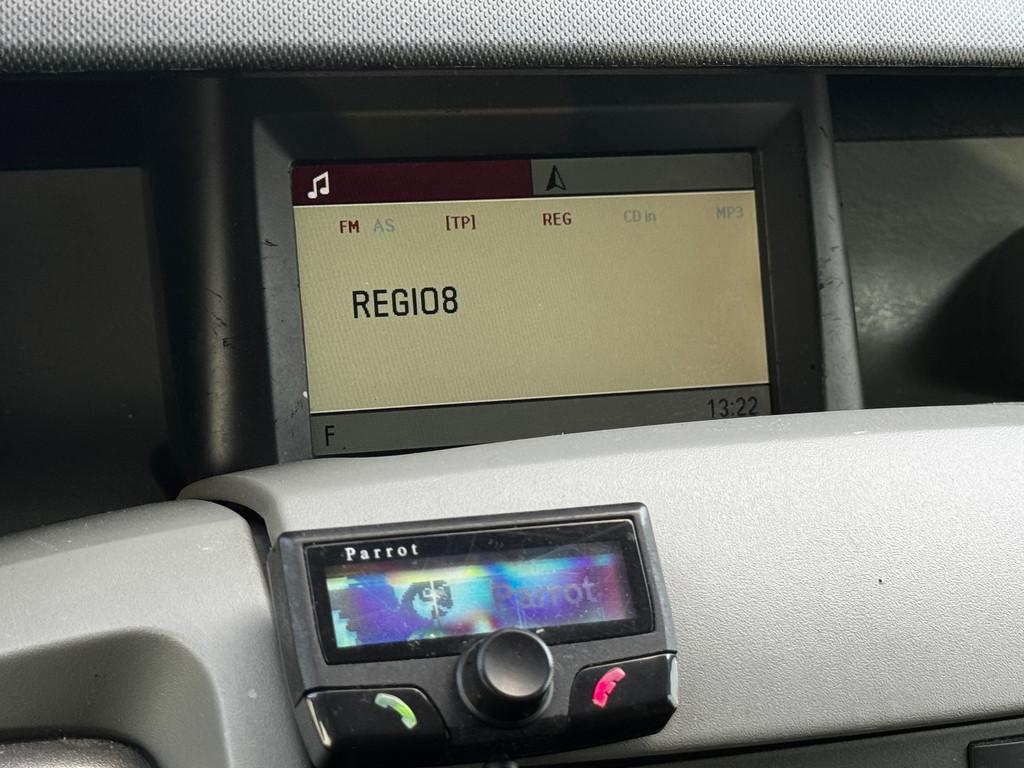 FM AS [TP] REG CD in MP3
REGIO8
13:22
F
Parrot
Parrot